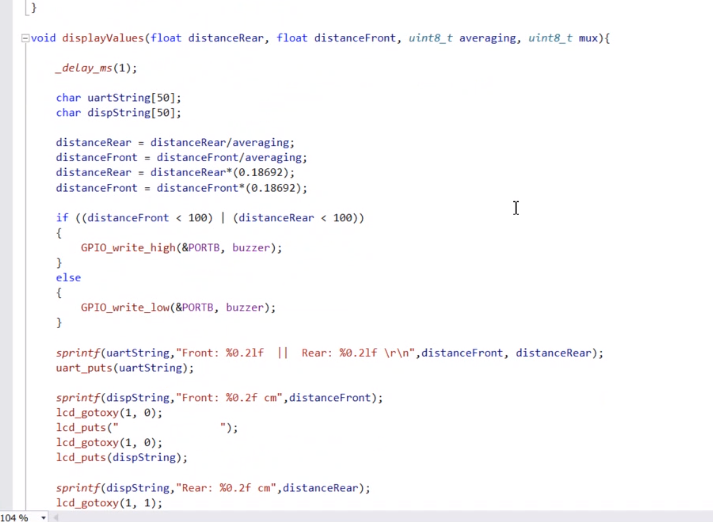 }
void displayValues(float distanceRear, float distanceFront, uint8_t averaging, uint8_t mux){
_delay_ms(1);
char uartString[50];
char dispString[50];
distanceRear = distanceRear/averaging;
distanceFront = distanceFront/averaging;
distanceRear = distanceRear*(0.18692);
distanceFront = distanceFront*(0.18692);
if ((distanceFront < 100) | (distanceRear < 100))
{
GPIO_write_high(&PORTB, buzzer);
}
else
{
GPIO_write_low(&PORTB, buzzer);
}
sprintf(uartString,"Front: %0.2lf  ||  Rear: %0.2lf \r\n",distanceFront, distanceRear);
uart_puts(uartString);
sprintf(dispString,"Front: %0.2f cm",distanceFront);
lcd_gotoxy(1, 0);
lcd_puts("                ");
lcd_gotoxy(1, 0);
lcd_puts(dispString);
sprintf(dispString,"Rear: %0.2f cm",distanceRear);
lcd_gotoxy(1, 1);
104 %